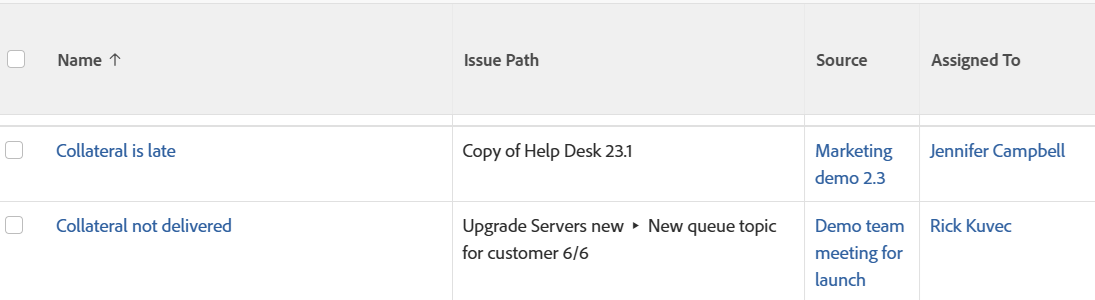 Name ↑ Issue Path Source Assigned To
Collateral is late Copy of Help Desk 23.1 Marketing demo 2.3 Jennifer Campbell
Collateral not delivered Upgrade Servers new ▸ New queue topic for customer 6/6 Demo team meeting for launch Rick Kuvec